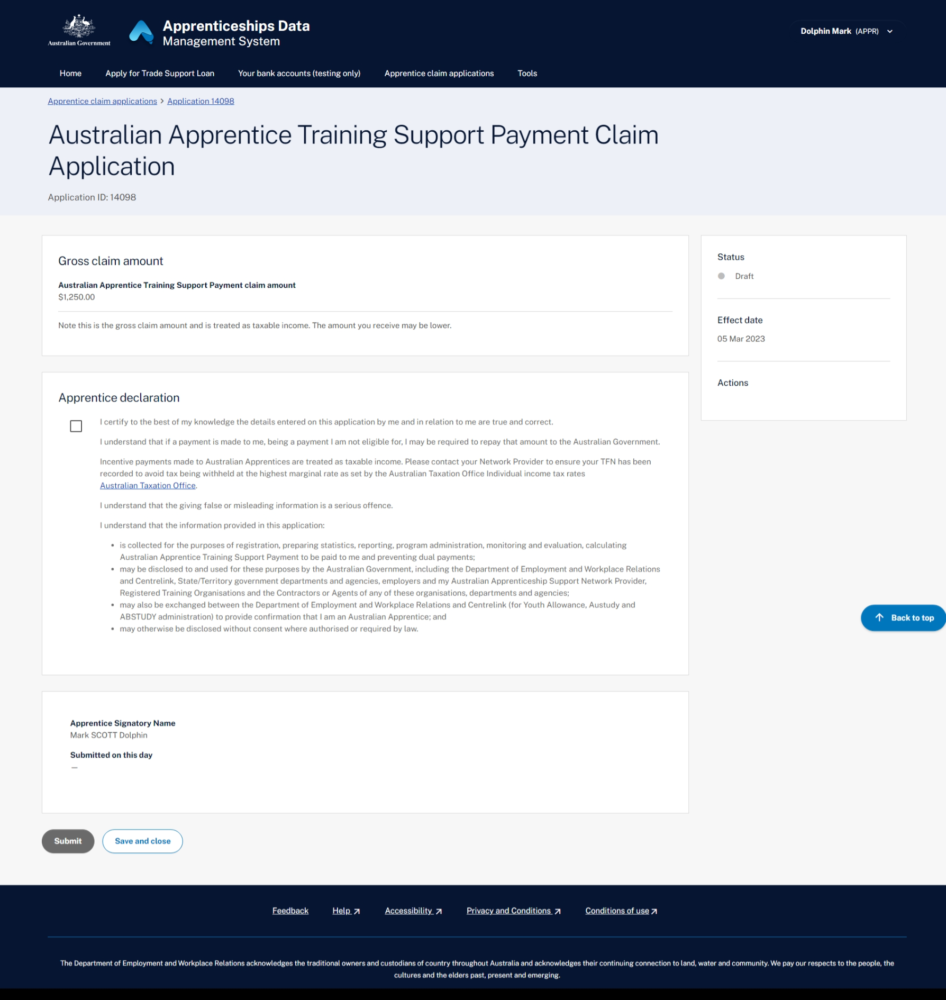 Australian Government
Apprenticeships Data
Management System
Dolphin Mark (APPR)
Home
Apply for Trade Support Loan
Your bank accounts (testing only)
Apprentice claim applications
Tools
Apprentice claim applications > Application 14098
Australian Apprentice Training Support Payment Claim
Application
Application ID: 14098
Gross claim amount
Australian Apprentice Training Support Payment claim amount
$1,250.00
Note this is the gross claim amount and is treated as taxable income. The amount you receive may be lower.
Status
Draft
Effect date
05 Mar 2023
Actions
Apprentice declaration
I certify to the best of my knowledge the details entered on this application by me and in relation to me are true and correct.
I understand that if a payment is made to me, being a payment I am not eligible for, I may be required to repay that amount to the Australian Government.
Incentive payments made to Australian Apprentices are treated as taxable income. Please contact your Network Provider to ensure your TFN has been
recorded to avoid tax being withheld at the highest marginal rate as set by the Australian Taxation Office Individual income tax rates
Australian Taxation Office.
I understand that the giving false or misleading information is a serious offence.
I understand that the information provided in this application:
• is collected for the purposes of registration, preparing statistics, reporting, program administration, monitoring and evaluation, calculating
Australian Apprentice Training Support Payment to be paid to me and preventing dual payments;
• may be disclosed to and used for these purposes by the Australian Government, including the Department of Employment and Workplace Relations
and Centrelink, State/Territory government departments and agencies, employers and my Australian Apprenticeship Support Network Provider,
Registered Training Organisations and the Contractors or Agents of any of these organisations, departments and agencies;
• may also be exchanged between the Department of Employment and Workplace Relations and Centrelink (for Youth Allowance, Austudy and
ABSTUDY administration) to provide confirmation that I am an Australian Apprentice; and
• may otherwise be disclosed without consent where authorised or required by law.
Back to top
Apprentice Signatory Name
Mark SCOTT Dolphin
Submitted on this day
—
Submit
Save and close
Feedback
Help
Accessibility
Privacy and Conditions
Conditions of use
The Department of Employment and Workplace Relations acknowledges the traditional owners and custodians of country throughout Australia and acknowledges their continuing connection to land, water and community. We pay our respects to the people, the
cultures and the elders past, present and emerging.